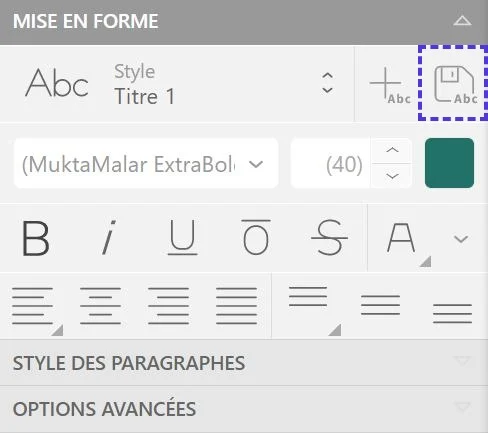 MISE EN FORME
Abc
Style
Titre 1
Abc
Abc
(MuktaMalar ExtraBol
(40)
B i U O S A
STYLE DES PARAGRAPHES
OPTIONS AVANCÉES